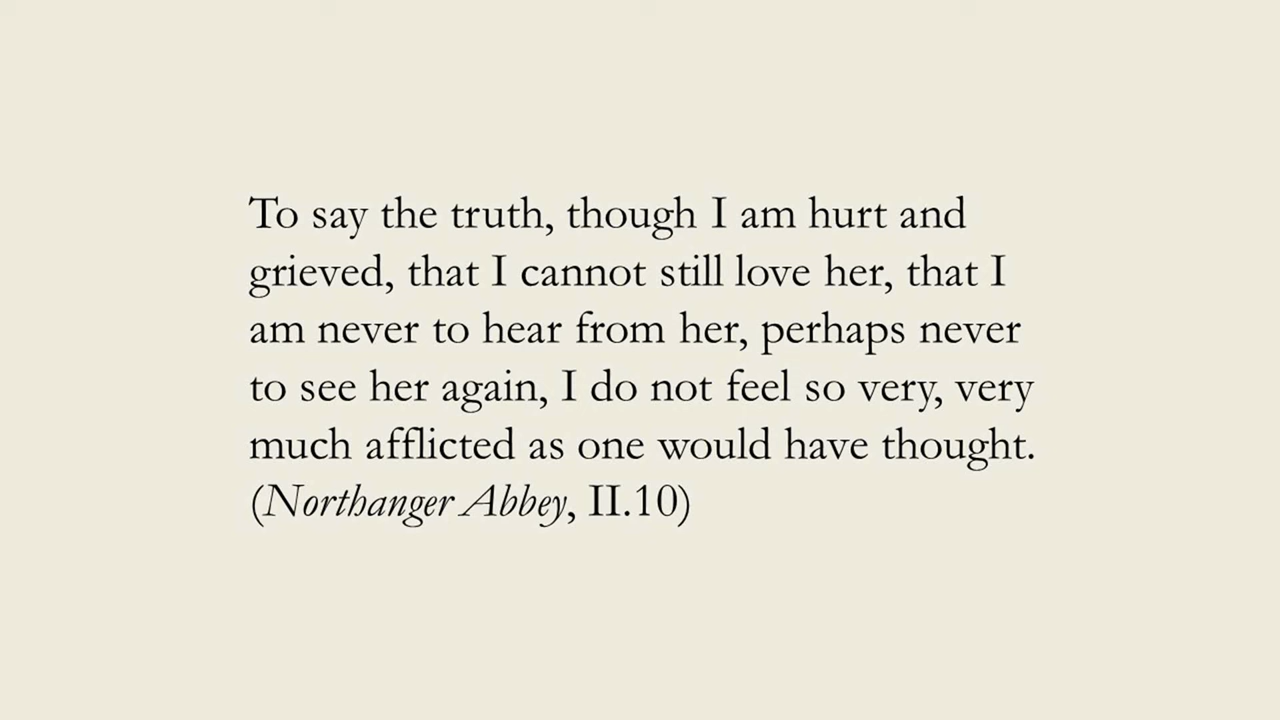 To say the truth, though I am hurt and
grieved, that I cannot still love her, that I
am never to hear from her, perhaps never
to see her again, I do not feel so very, very
much afflicted as one would have thought.
(Northanger Abbey, II.10)